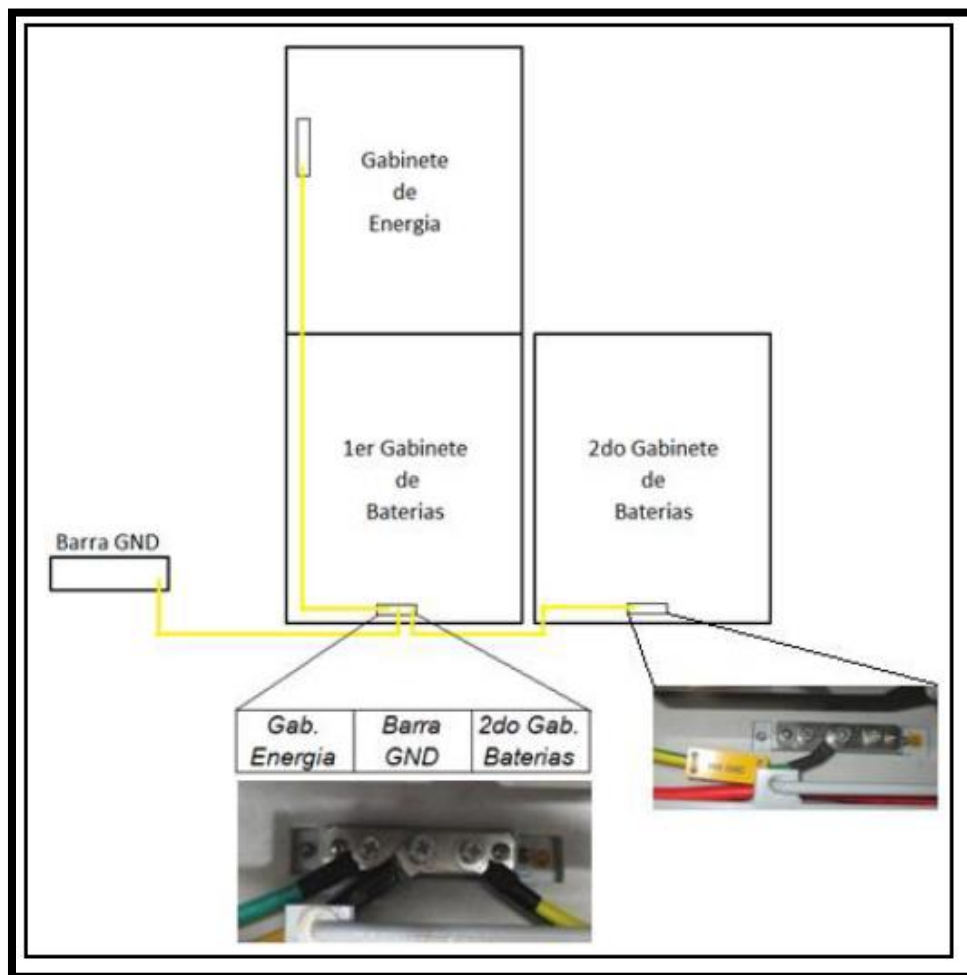 Gabinete
de
Energia
1er Gabinete
de
Baterias
2do Gabinete
de
Baterias
Barra GND
Gab.
Energia
Barra
GND
2do Gab.
Baterias